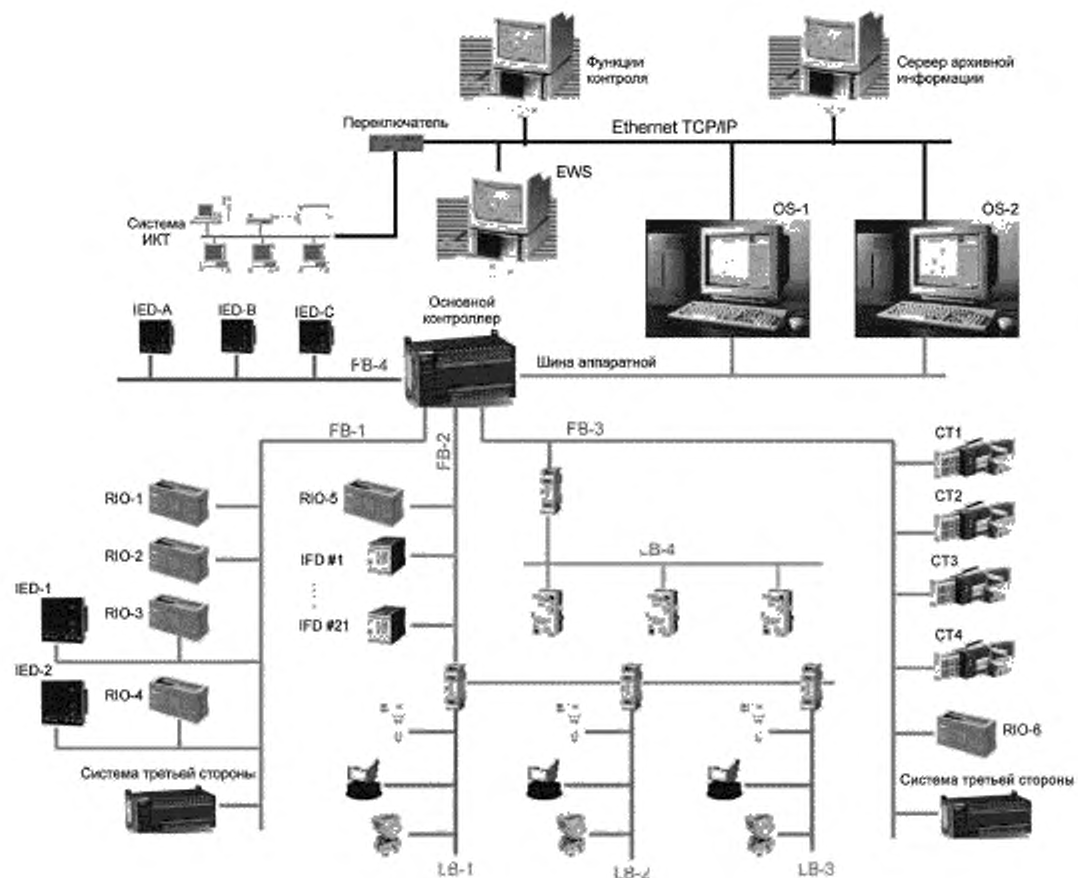 Функции
контроля
Сервер архивной
информации
Переключатель
Ethernet TCP/IP
EWS
Система
ИКТ
OS-1
OS-2
IED-A
IED-B
IED-C
Основной
контроллер
FB-4
Шина аппаратной
FB-1
FB-2
FB-3
CT1
RIO-1
RIO-5
CT2
RIO-2
IFD #1
LB-4
CT3
IED-1
RIO-3
IFD #21
CT4
IED-2
RIO-4
RIO-6
Система третьей стороны
Система третьей стороны
LB-1
LB-2
LB-3